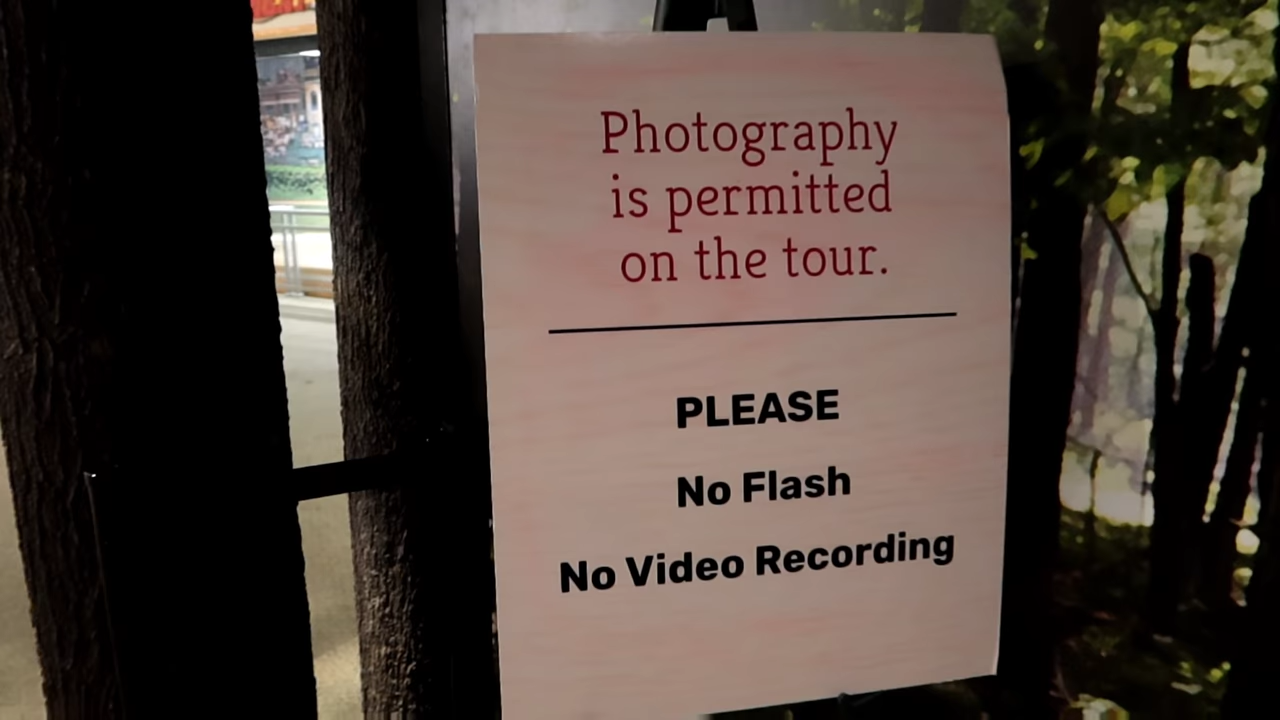 Photography
is permitted
on the tour.
PLEASE
No Flash
No Video Recording